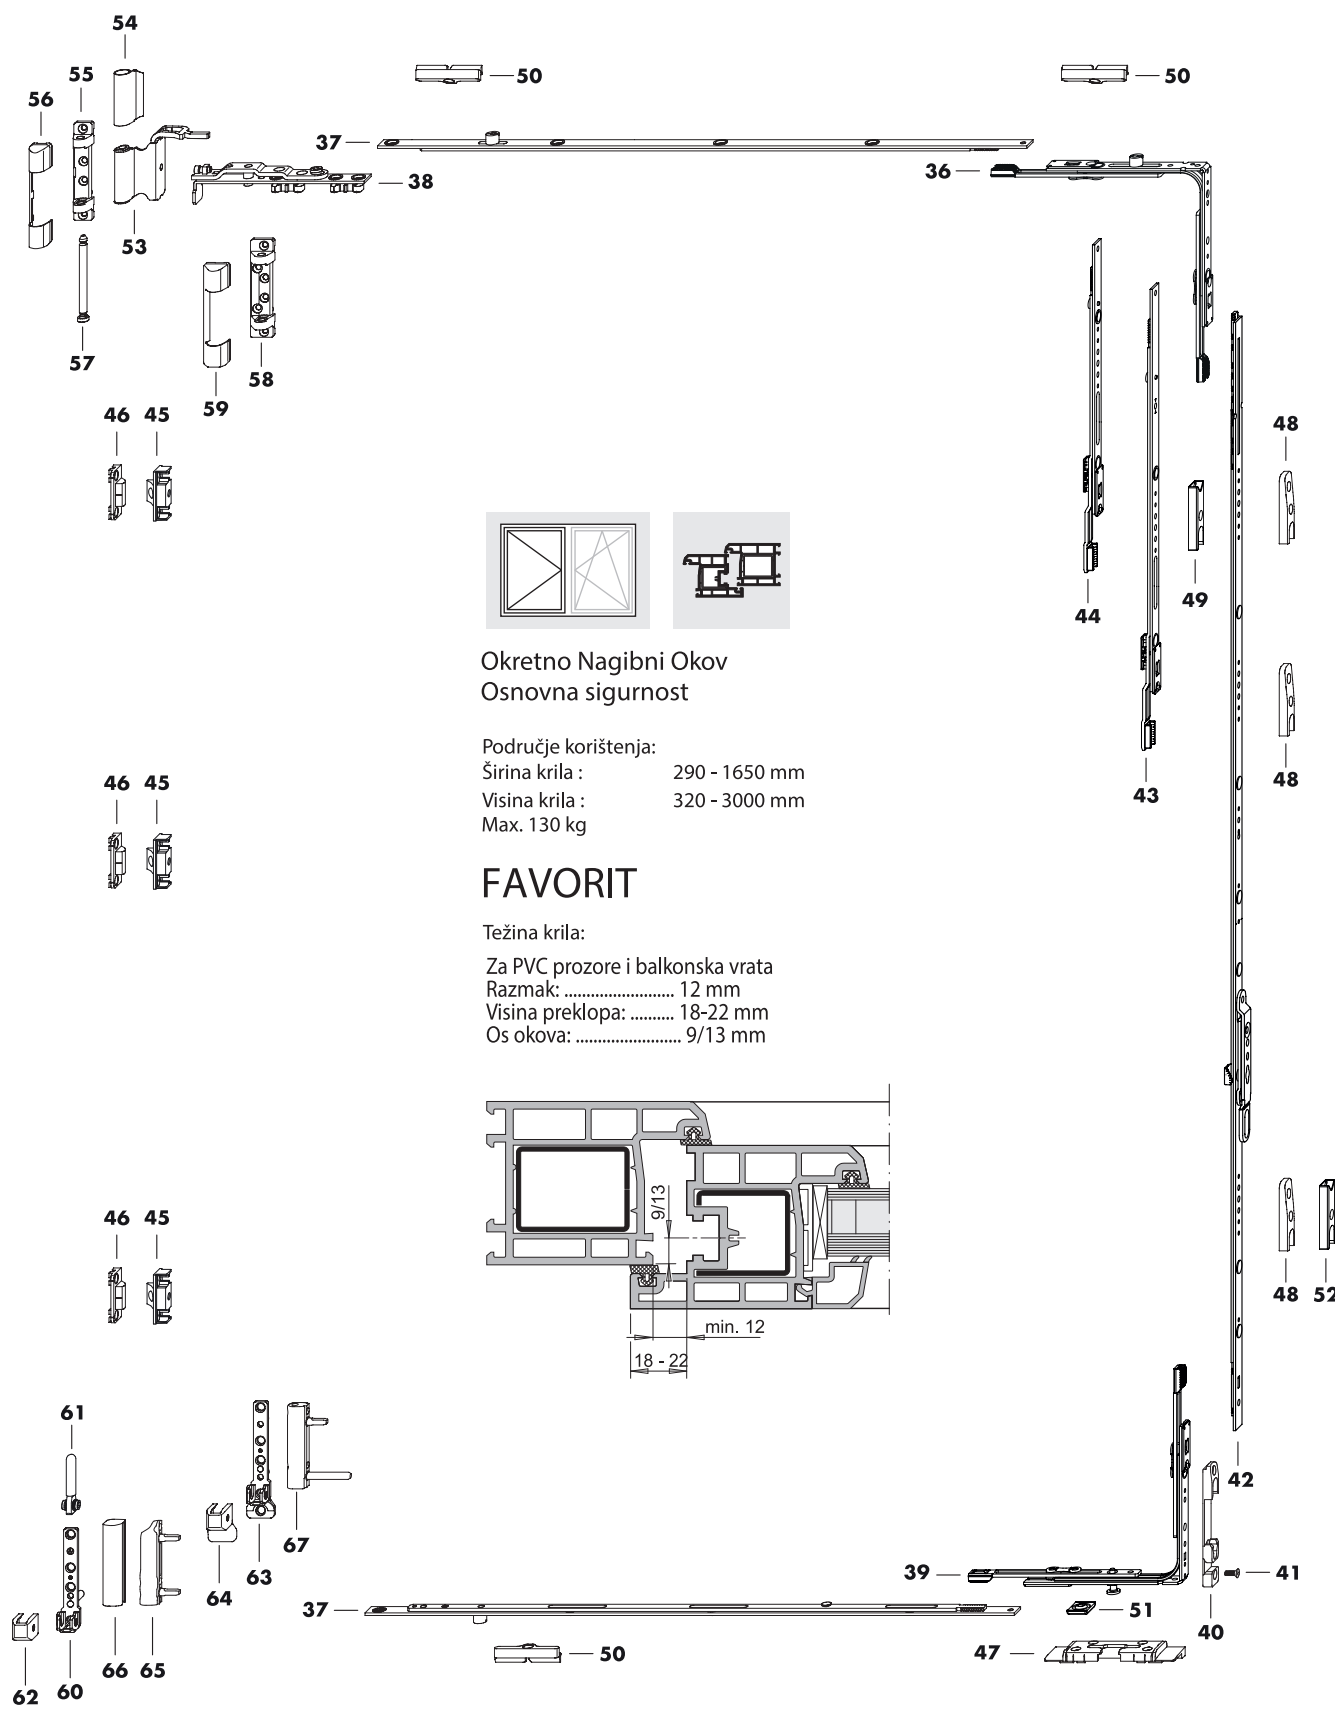 54
50
50
55
56
37
38
36
53
57
58
59
46 45
48
44
49
Okretno Nagibni Okov
Osnovna sigurnost
Područje korištenja:
Širina krila : 290 - 1650 mm
Visina krila : 320 - 3000 mm
Max. 130 kg
48
46 45
43
FAVORIT
Težina krila:
Za PVC prozore i balkonska vrata
Razmak: ......................... 12 mm
Visina preklopa: .......... 18-22 mm
Os okova: ........................ 9/13 mm
9/13
46 45
48 52
min. 12
18 - 22
61
42
67
63
64
39
41
37
51
40
50
47
66 65
60
62